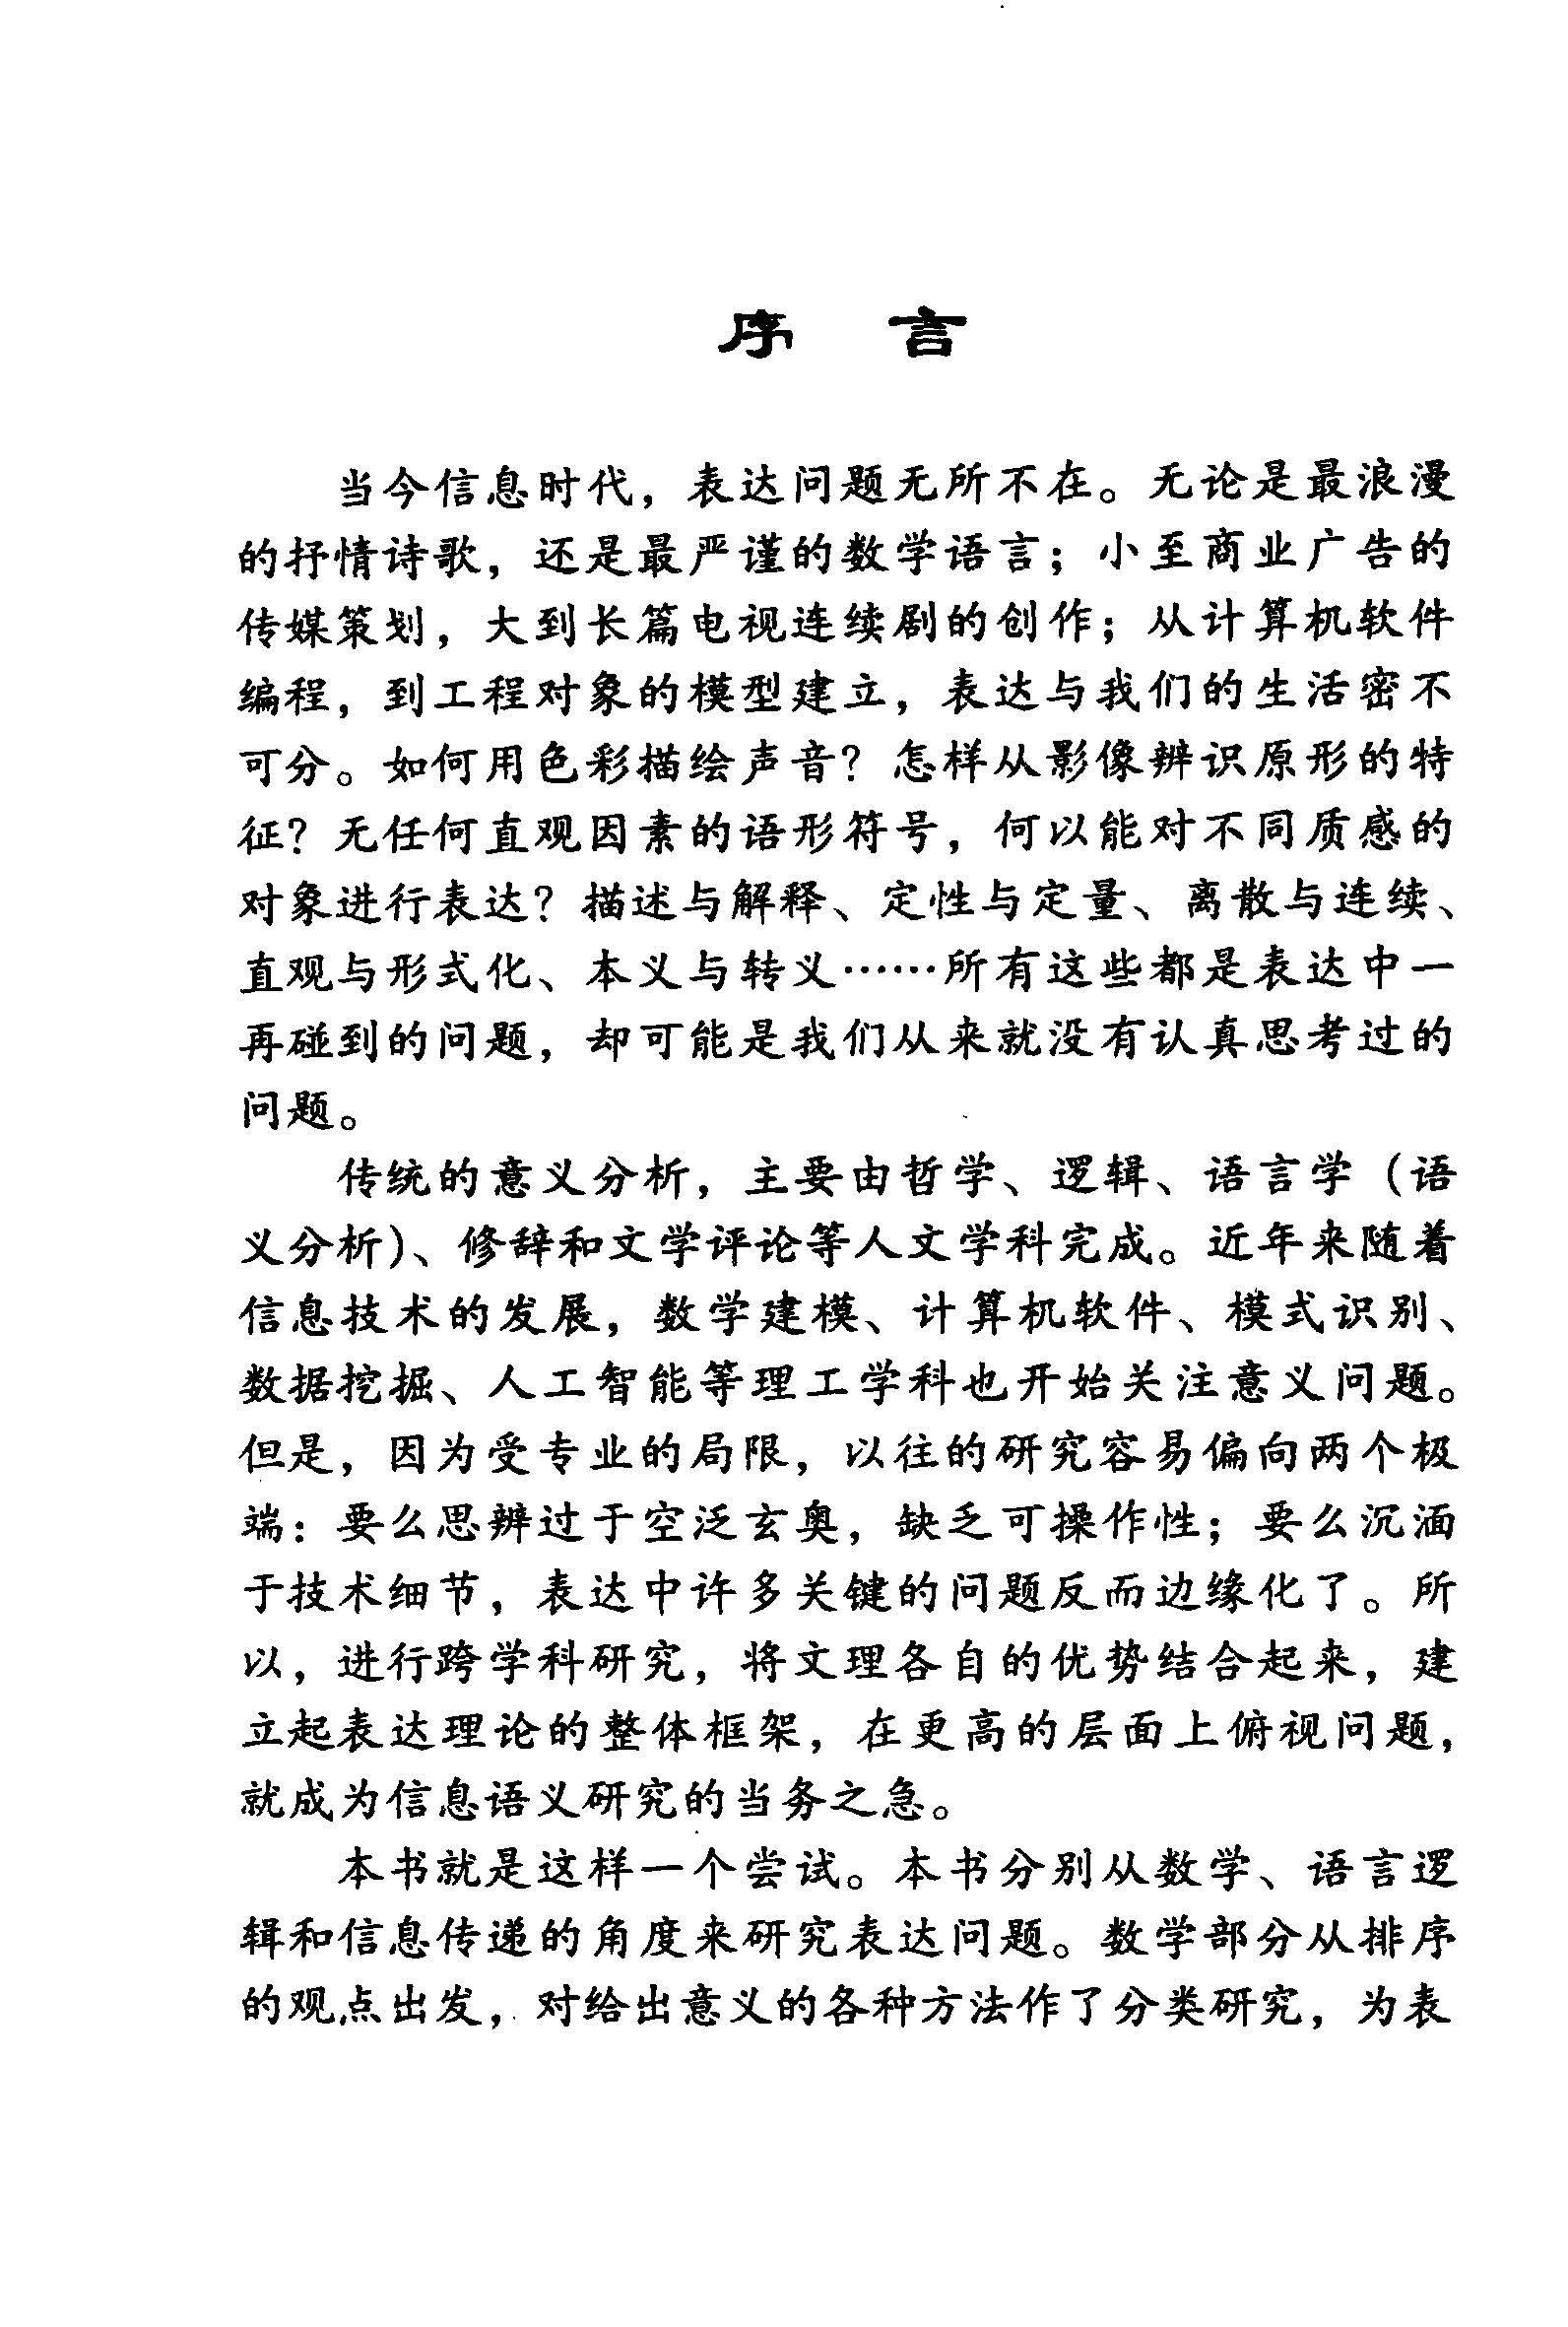 序 言
当今信息时代，表达问题无所不在。无论是最浪漫
的抒情诗歌，还是最严谨的数学语言；小至商业广告的
传媒策划，大到长篇电视连续剧的创作；从计算机软件
编程，到工程对象的模型建立，表达与我们的生活密不
可分。如何用色彩描绘声音？怎样从影像辨识原形的特
征？无任何直观因素的语形符号，何以能对不同质感的
对象进行表达？描述与解释、定性与定量、离散与连续、
直观与形式化、本义与转义……所有这些都是表达中一
再碰到的问题，却可能是我们从来就没有认真思考过的
问题。
传统的意义分析，主要由哲学、逻辑、语言学（语
义分析）、修辞和文学评论等人文学科完成。近年来随着
信息技术的发展，数学建模、计算机软件、模式识别、
数据挖掘、人工智能等理工学科也开始关注意义问题。
但是，因为受专业的局限，以往的研究容易偏向两个极
端：要么思辨过于空泛玄奥，缺乏可操作性；要么沉湎
于技术细节，表达中许多关键的问题反而边缘化了。所
以，进行跨学科研究，将文理各自的优势结合起来，建
立起表达理论的整体框架，在更高的层面上俯视问题，
就成为信息语义研究的当务之急。
本书就是这样一个尝试。本书分别从数学、语言逻
辑和信息传递的角度来研究表达问题。数学部分从排序
的观点出发，对给出意义的各种方法作了分类研究，为表